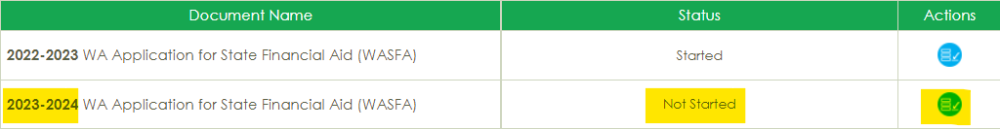 Document Name Status Actions
2022-2023 WA Application for State Financial Aid (WASFA) Started
2023-2024 WA Application for State Financial Aid (WASFA) Not Started